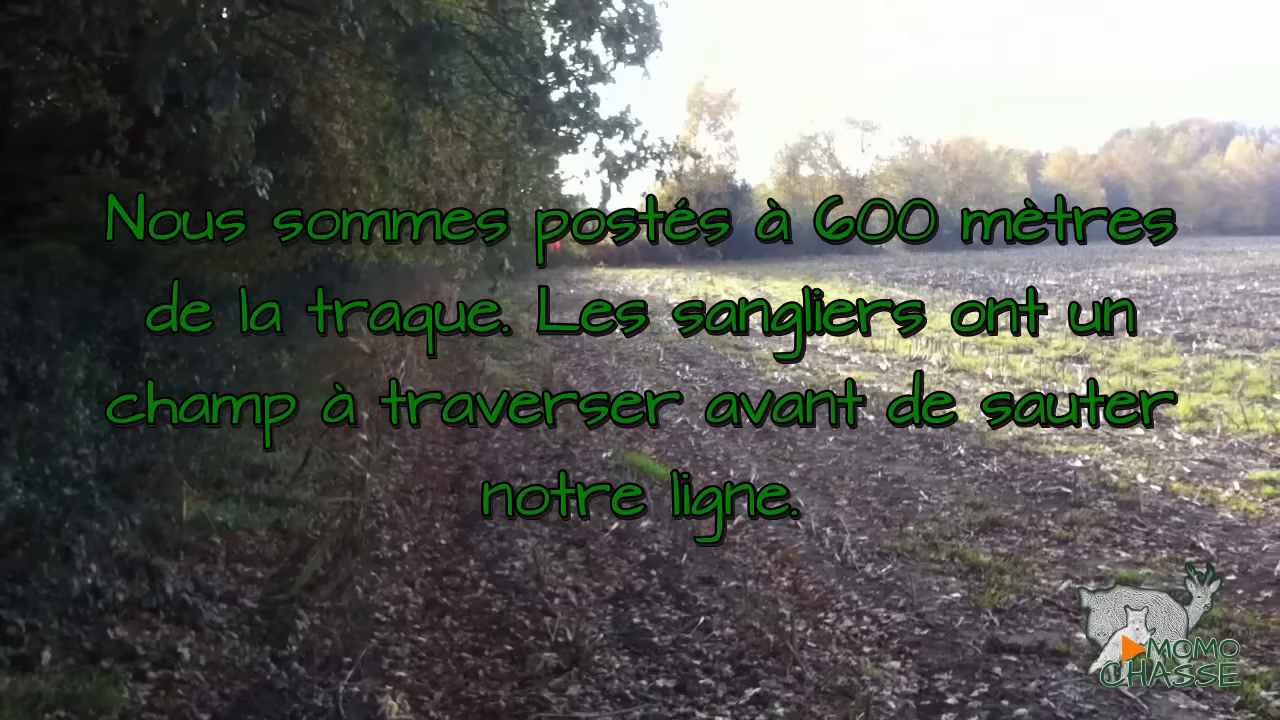 Nous sommes postés à 600 mètres
de la traque. Les sangliers ont un
champ à traverser avant de sauter
notre ligne.
MOMO
CHASSE